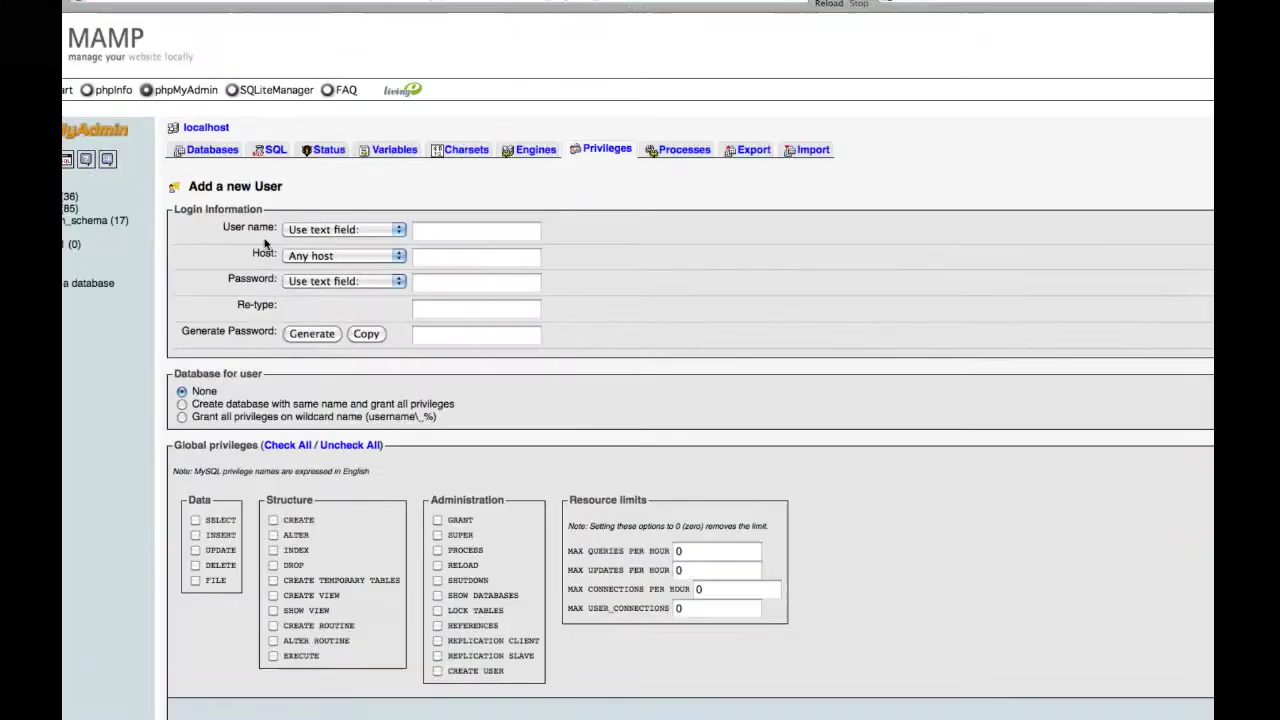 Reload Stop
MAMP
manage your website locally
art phpInfo phpMyAdmin SQLiteManager FAQ living
yAdmin
localhost
Databases SQL Status Variables Charsets Engines Privileges Processes Export Import
(36)
(85)
n_schema (17)
1 (0)
a database
Add a new User
Login Information
User name: Use text field:
Host: Any host
Password: Use text field:
Re-type:
Generate Password: Generate Copy
Database for user
None
Create database with same name and grant all privileges
Grant all privileges on wildcard name (username\_%)
Global privileges (Check All / Uncheck All)
Note: MySQL privilege names are expressed in English
Data
SELECT
INSERT
UPDATE
DELETE
FILE
Structure
CREATE
ALTER
INDEX
DROP
CREATE TEMPORARY TABLES
CREATE VIEW
SHOW VIEW
CREATE ROUTINE
ALTER ROUTINE
EXECUTE
Administration
GRANT
SUPER
PROCESS
RELOAD
SHUTDOWN
SHOW DATABASES
LOCK TABLES
REFERENCES
REPLICATION CLIENT
REPLICATION SLAVE
CREATE USER
Resource limits
Note: Setting these options to 0 (zero) removes the limit.
MAX QUERIES PER HOUR 0
MAX UPDATES PER HOUR 0
MAX CONNECTIONS PER HOUR 0
MAX USER_CONNECTIONS 0